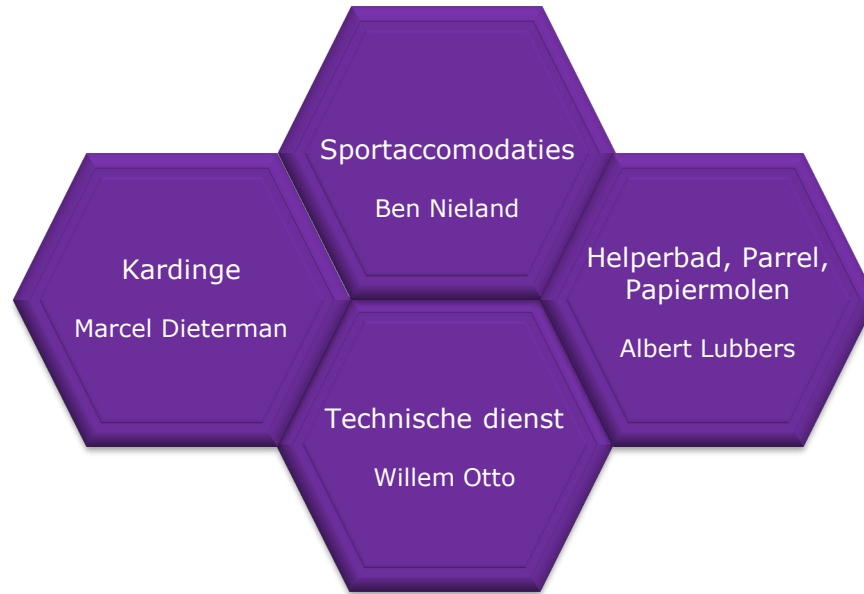 Sportaccomodaties
Ben Nieland
Kardinge
Marcel Dieterman
Helperbad, Parrel,
Papiermolen
Albert Lubbers
Technische dienst
Willem Otto